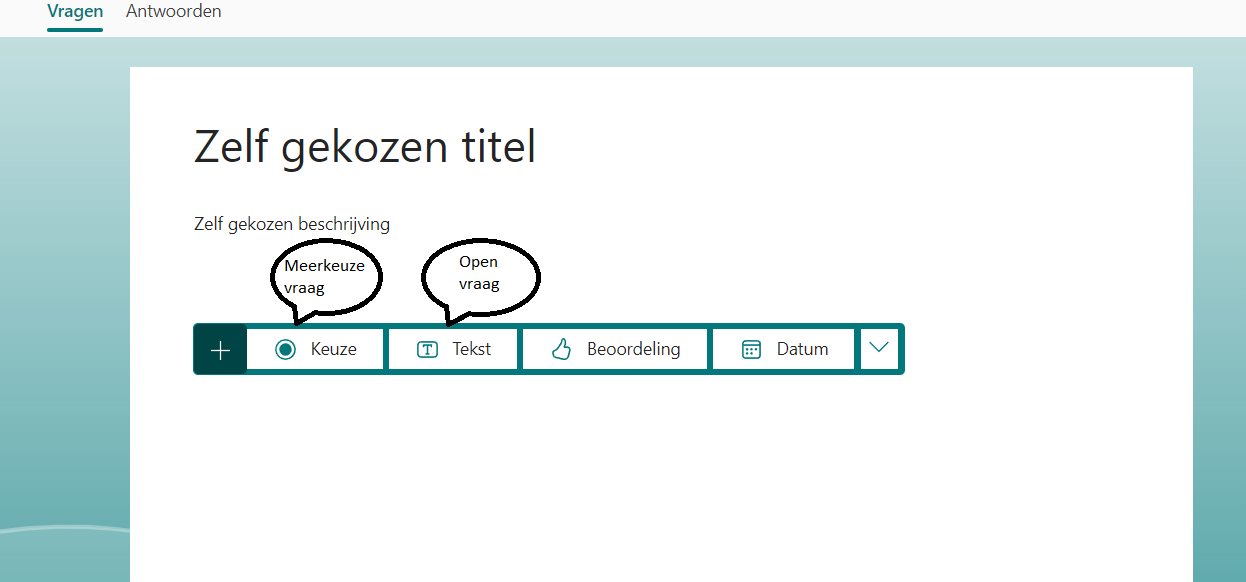 Vragen Antwoorden
Zelf gekozen titel
Zelf gekozen beschrijving
Meerkeuze
vraag
Open
vraag
Keuze Tekst Beoordeling Datum